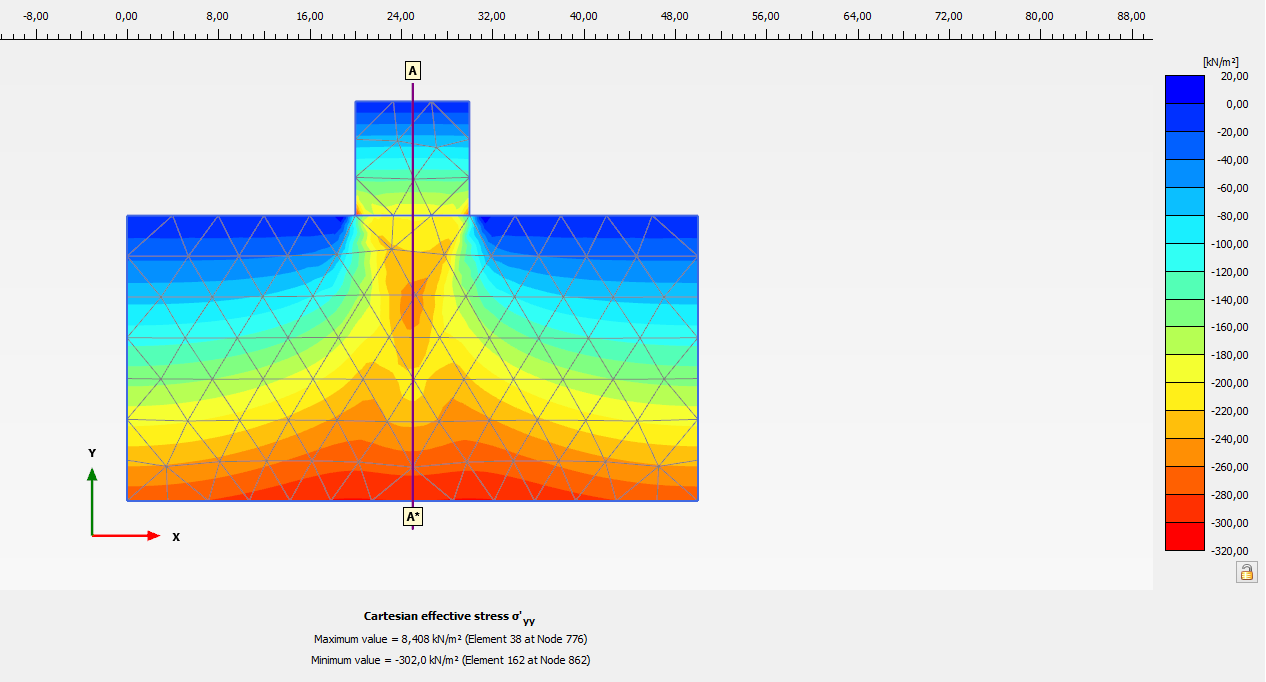 -8,00 0,00 8,00 16,00 24,00 32,00 40,00 48,00 56,00 64,00 72,00 80,00 88,00
[kN/m²]
A
20,00
0,00
-20,00
-40,00
-60,00
-80,00
-100,00
-120,00
-140,00
-160,00
-180,00
-200,00
-220,00
-240,00
-260,00
-280,00
-300,00
-320,00
Y
A*
X
Cartesian effective stress σ'yy
Maximum value = 8,408 kN/m² (Element 38 at Node 776)
Minimum value = -302,0 kN/m² (Element 162 at Node 862)